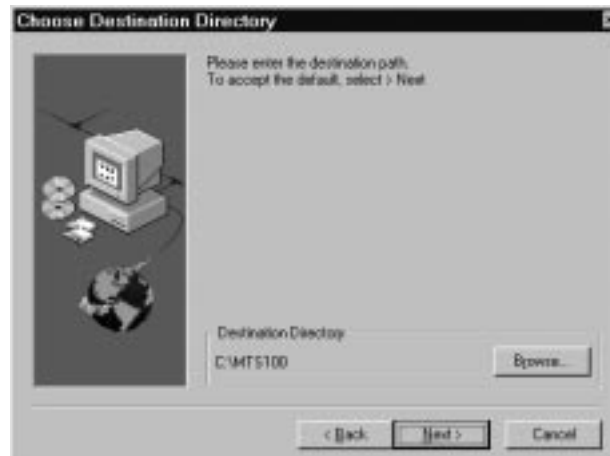 Choose Destination Directory
Please enter the destination path.
To accept the default, select > Next
Destination Directory
C:\MTS100
Browse...
< Back
Next >
Cancel